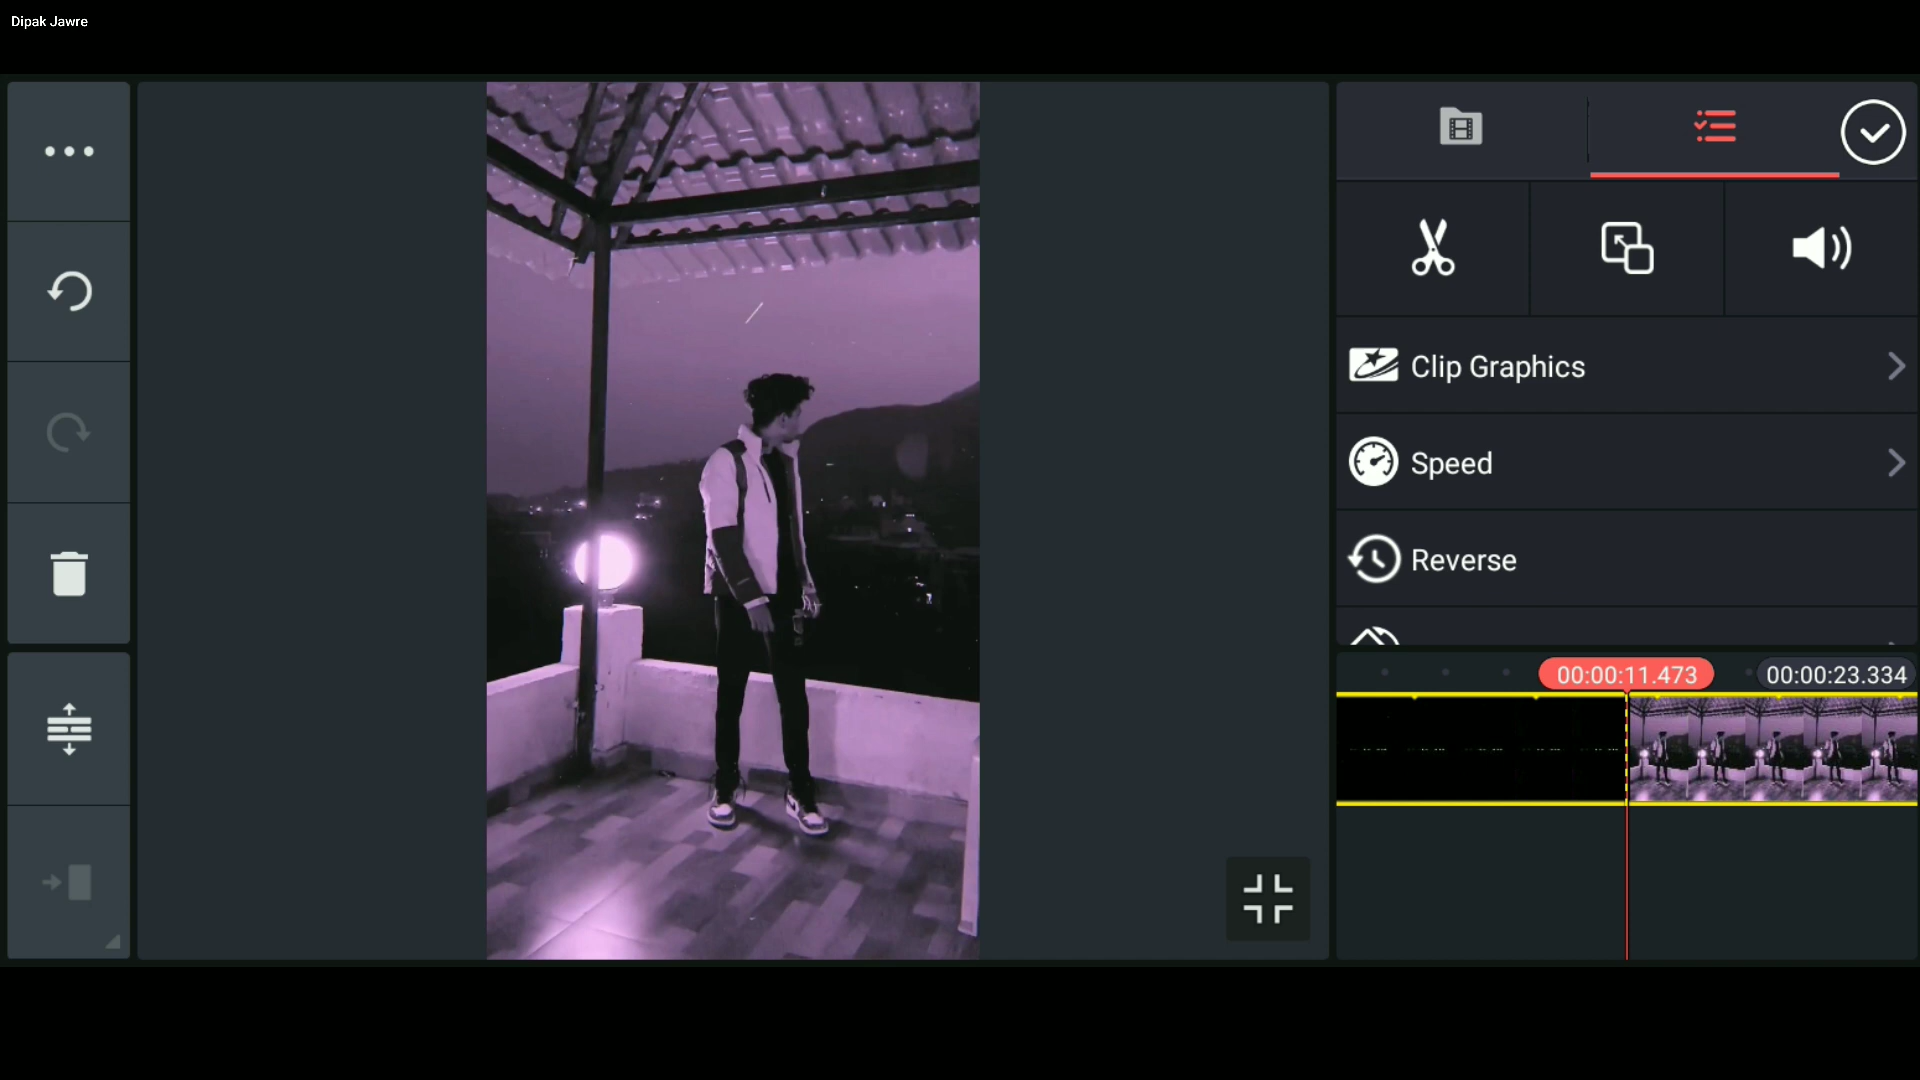 Dipak Jawre
Clip Graphics
Speed
Reverse
00:00:11.473
00:00:23.334